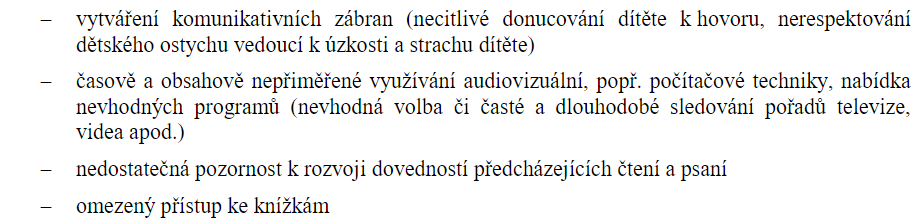 – vytváření komunikativních zábran (necitlivé donucování dítěte k hovoru, nerespektování
dětského ostychu vedoucí k úzkosti a strachu dítěte)
– časově a obsahově nepřiměřené využívání audiovizuální, popř. počítačové techniky, nabídka
nevhodných programů (nevhodná volba či časté a dlouhodobé sledování pořadů televize,
videa apod.)
– nedostatečná pozornost k rozvoji dovedností předcházejících čtení a psaní
– omezený přístup ke knížkám